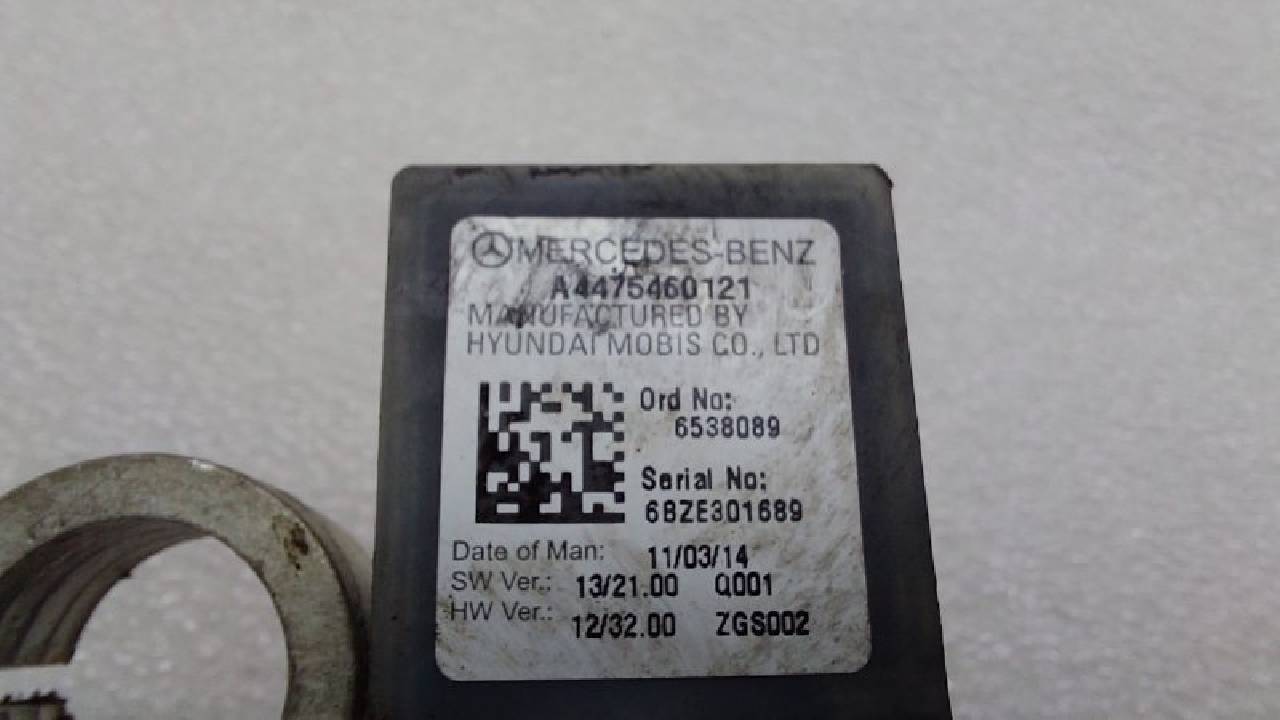 MERCEDES-BENZ
A4475460121
MANUFACTURED BY
HYUNDAI MOBIS CO., LTD
Ord No:
6538089
Serial No:
68ZE301689
Date of Man: 11/03/14
SW Ver.: 13/21.00 Q001
HW Ver.: 12/32.00 ZGS002